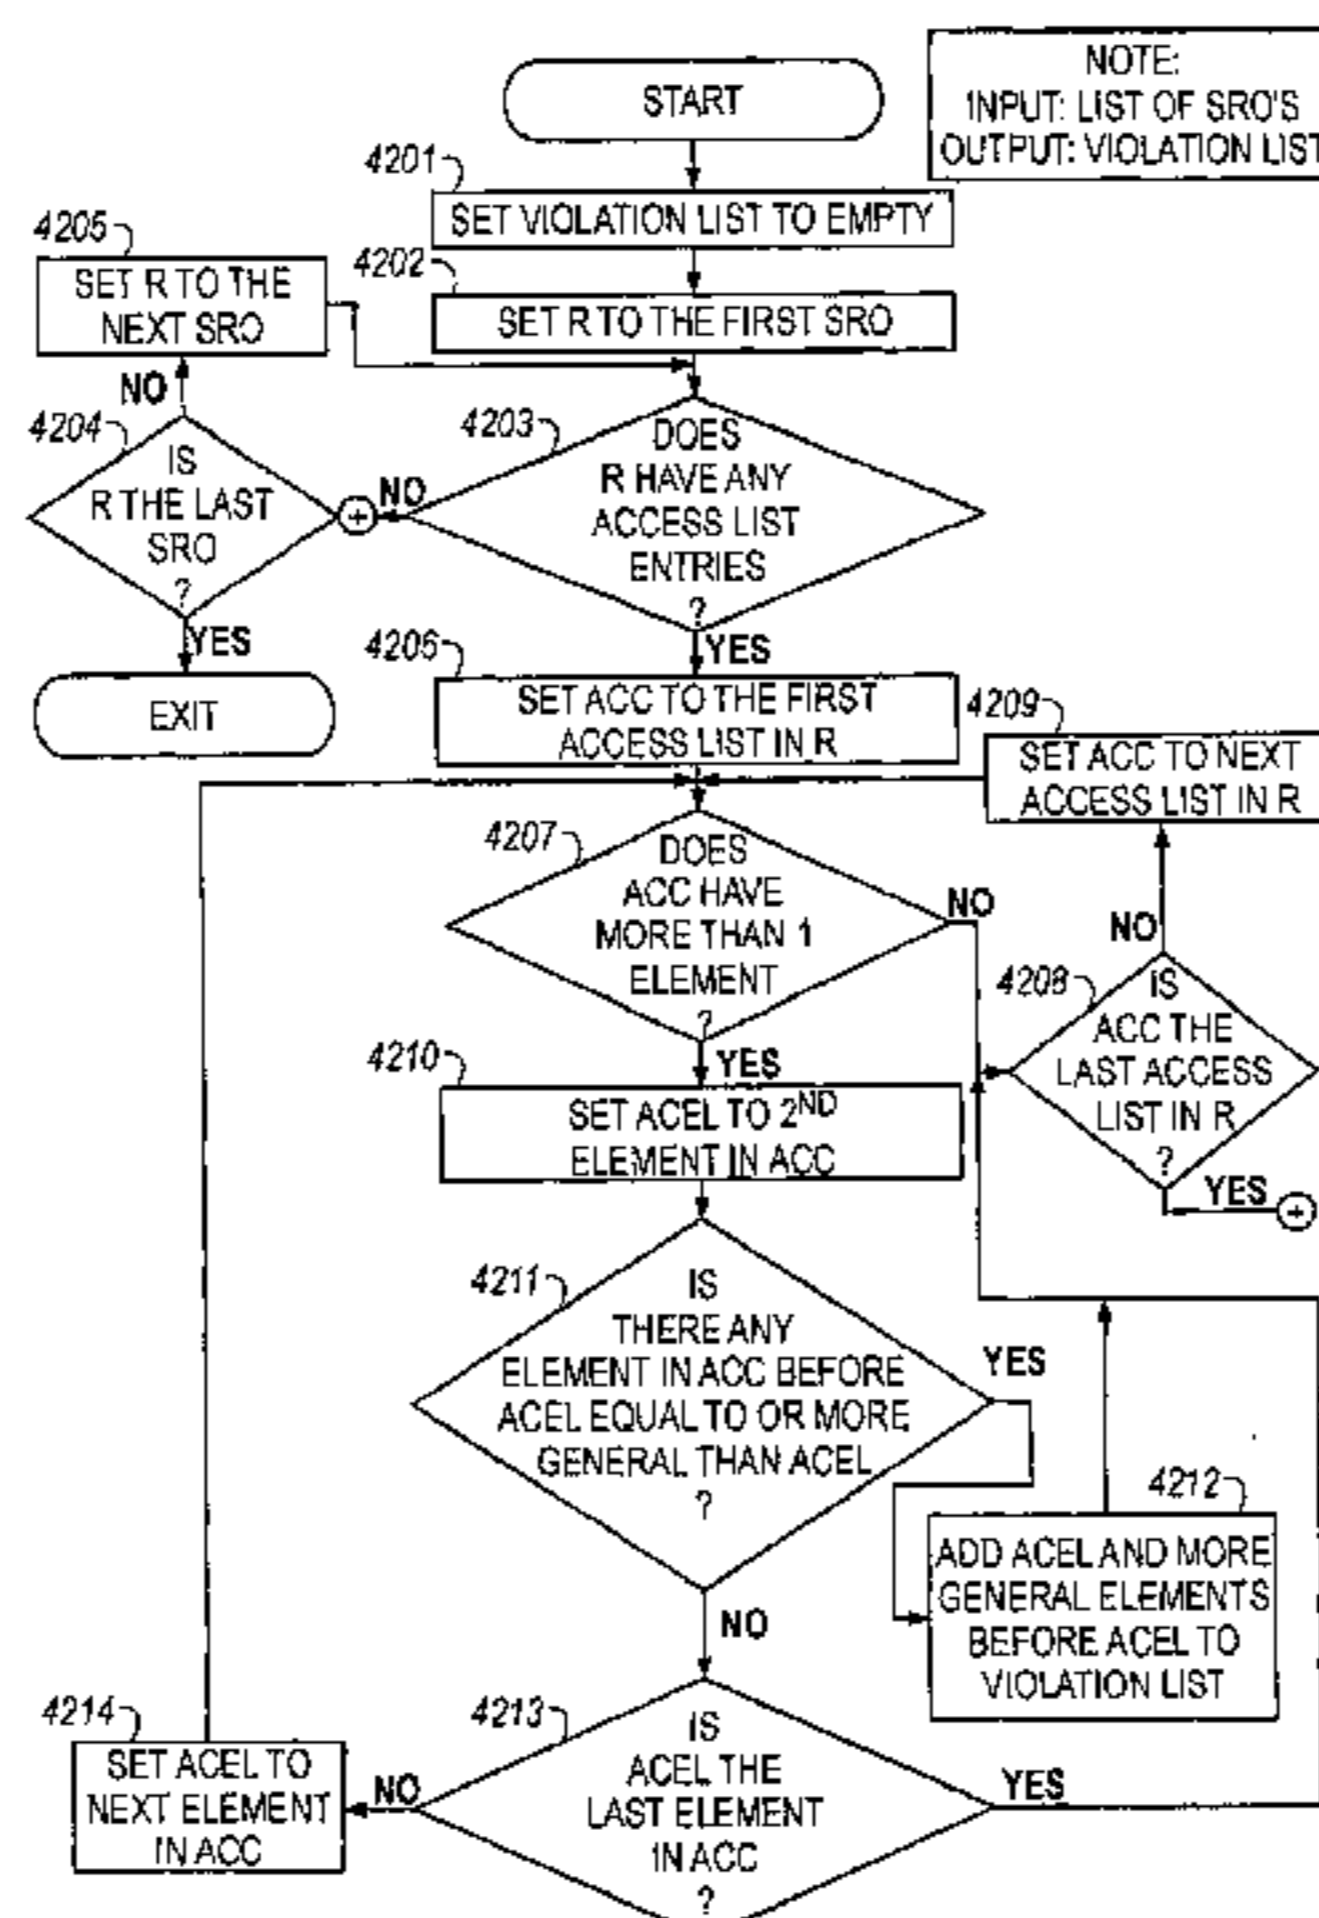 START
NOTE:
INPUT: LIST OF SRO'S
OUTPUT: VIOLATION LIST
4201
SET VIOLATION LIST TO EMPTY
4205
SET R TO THE
NEXT SRO
4202
SET R TO THE FIRST SRO
NO
4204
IS
R THE LAST
SRO
?
YES
EXIT
4203
DOES
R HAVE ANY
ACCESS LIST
ENTRIES
?
NO
+
YES
4206
SET ACC TO THE FIRST
ACCESS LIST IN R
4209
SET ACC TO NEXT
ACCESS LIST IN R
4207
DOES
ACC HAVE
MORE THAN 1
ELEMENT
?
NO
YES
NO
4208
IS
ACC THE
LAST ACCESS
LIST IN R
?
YES
+
4210
SET ACEL TO 2ND
ELEMENT IN ACC
4211
IS
THERE ANY
ELEMENT IN ACC BEFORE
ACEL EQUAL TO OR MORE
GENERAL THAN ACEL
?
YES
NO
4212
ADD ACEL AND MORE
GENERAL ELEMENTS
BEFORE ACEL TO
VIOLATION LIST
4214
SET ACEL TO
NEXT ELEMENT
IN ACC
NO
4213
IS
ACEL THE
LAST ELEMENT
IN ACC
?
YES